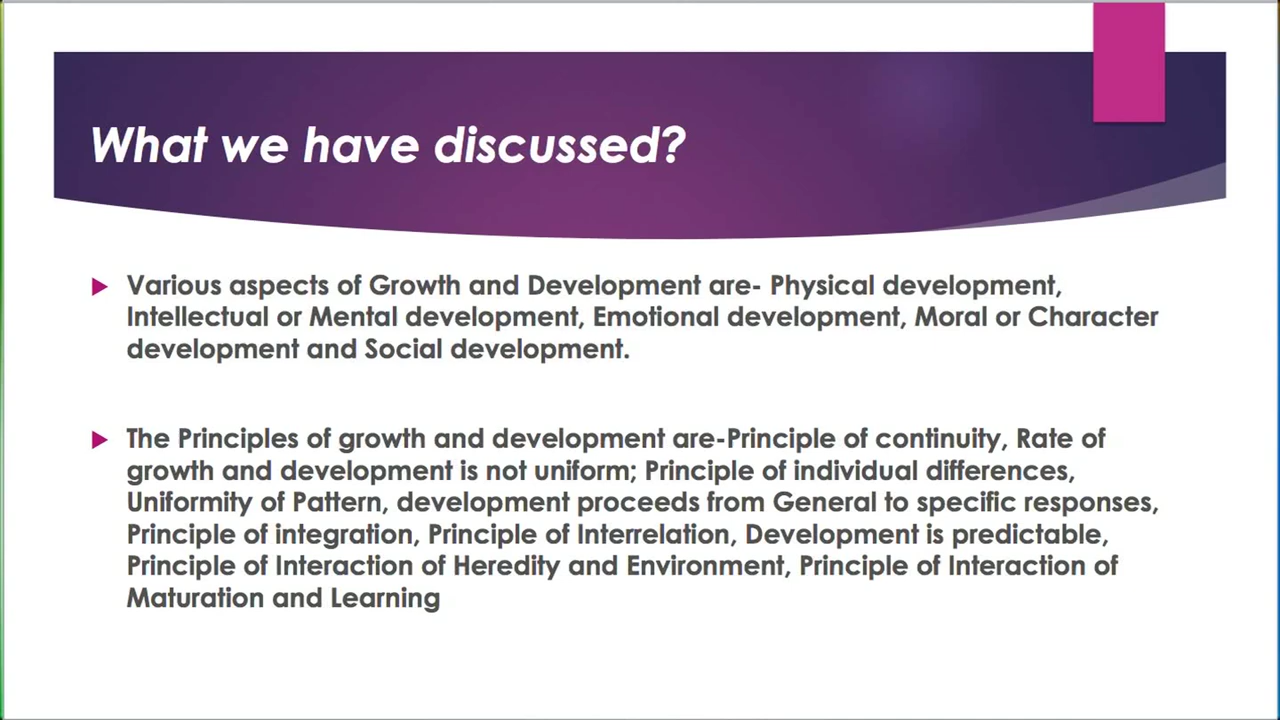 What we have discussed?
Various aspects of Growth and Development are- Physical development,
Intellectual or Mental development, Emotional development, Moral or Character
development and Social development.
The Principles of growth and development are-Principle of continuity, Rate of
growth and development is not uniform; Principle of individual differences,
Uniformity of Pattern, development proceeds from General to specific responses,
Principle of integration, Principle of Interrelation, Development is predictable,
Principle of Interaction of Heredity and Environment, Principle of Interaction of
Maturation and Learning